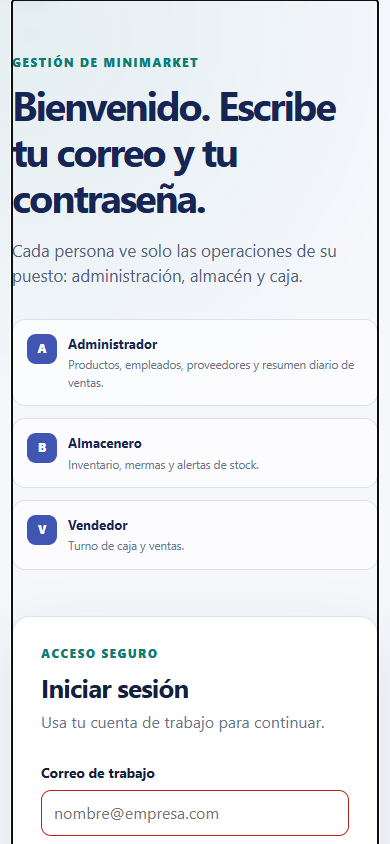 GESTIÓN DE MINIMARKET
Bienvenido. Escribe
tu correo y tu
contraseña.
Cada persona ve solo las operaciones de su
puesto: administración, almacén y caja.
A
Administrador
Productos, empleados, proveedores y resumen diario de
ventas.
B
Almacenero
Inventario, mermas y alertas de stock.
V
Vendedor
Turno de caja y ventas.
ACCESO SEGURO
Iniciar sesión
Usa tu cuenta de trabajo para continuar.
Correo de trabajo
nombre@empresa.com